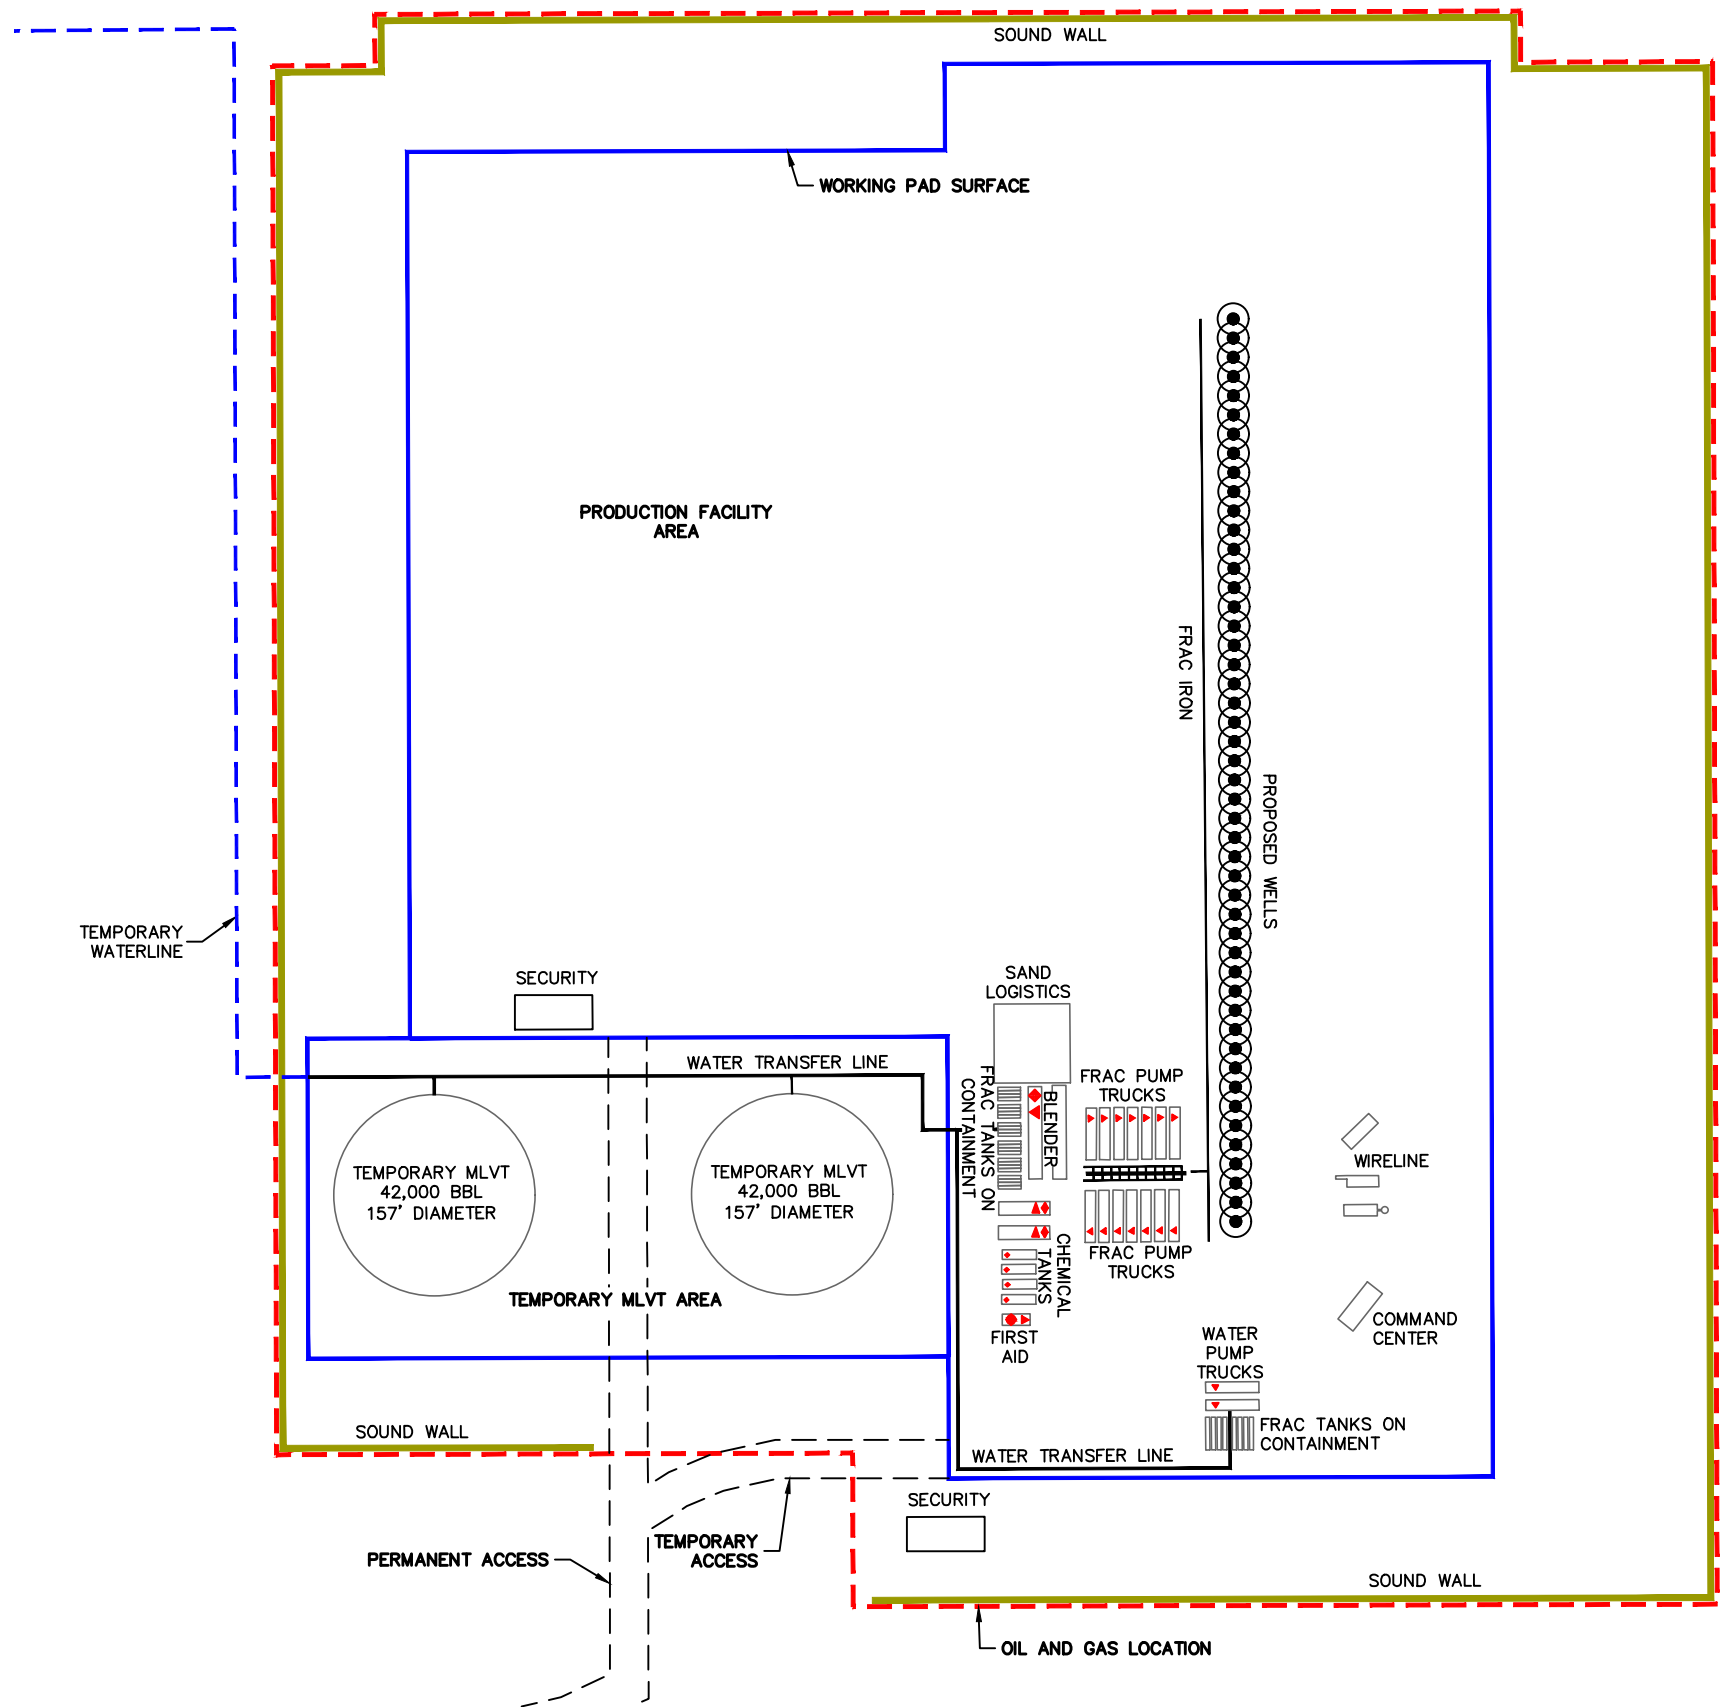 SOUND WALL
WORKING PAD SURFACE
PRODUCTION FACILITY
AREA
FRAC IRON
PROPOSED WELLS
TEMPORARY
WATERLINE
SECURITY
SAND
LOGISTICS
WATER TRANSFER LINE
FRAC TANKS ON
CONTAINMENT
BLENDER
FRAC PUMP
TRUCKS
WIRELINE
TEMPORARY MLVT
42,000 BBL
157' DIAMETER
TEMPORARY MLVT
42,000 BBL
157' DIAMETER
CHEMICAL
TANKS
FRAC PUMP
TRUCKS
TEMPORARY MLVT AREA
FIRST
AID
WATER
PUMP
TRUCKS
COMMAND
CENTER
SOUND WALL
FRAC TANKS ON
CONTAINMENT
WATER TRANSFER LINE
SECURITY
TEMPORARY
ACCESS
PERMANENT ACCESS
SOUND WALL
OIL AND GAS LOCATION